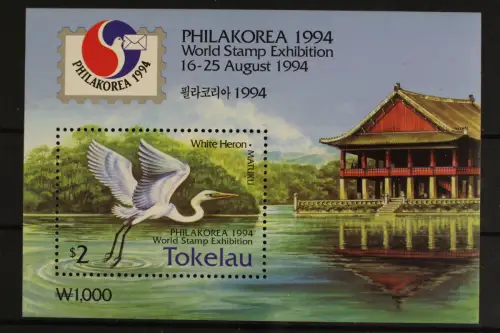 PHILAKOREA 1994
PHILAKOREA 1994
World Stamp Exhibition
16-25 August 1994
필라코리아 1994
White Heron·
MATUKU
$2
PHILAKOREA 1994
World Stamp Exhibition
Tokelau
₩1,000